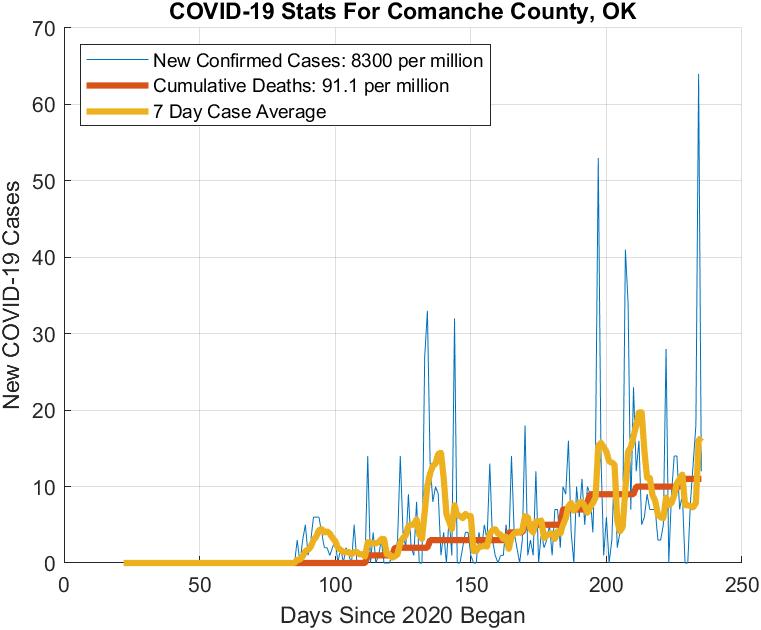 COVID-19 Stats For Comanche County, OK
70
60
50
40
30
20
10
0
New COVID-19 Cases
New Confirmed Cases: 8300 per million
Cumulative Deaths: 91.1 per million
7 Day Case Average
0 50 100 150 200 250
Days Since 2020 Began